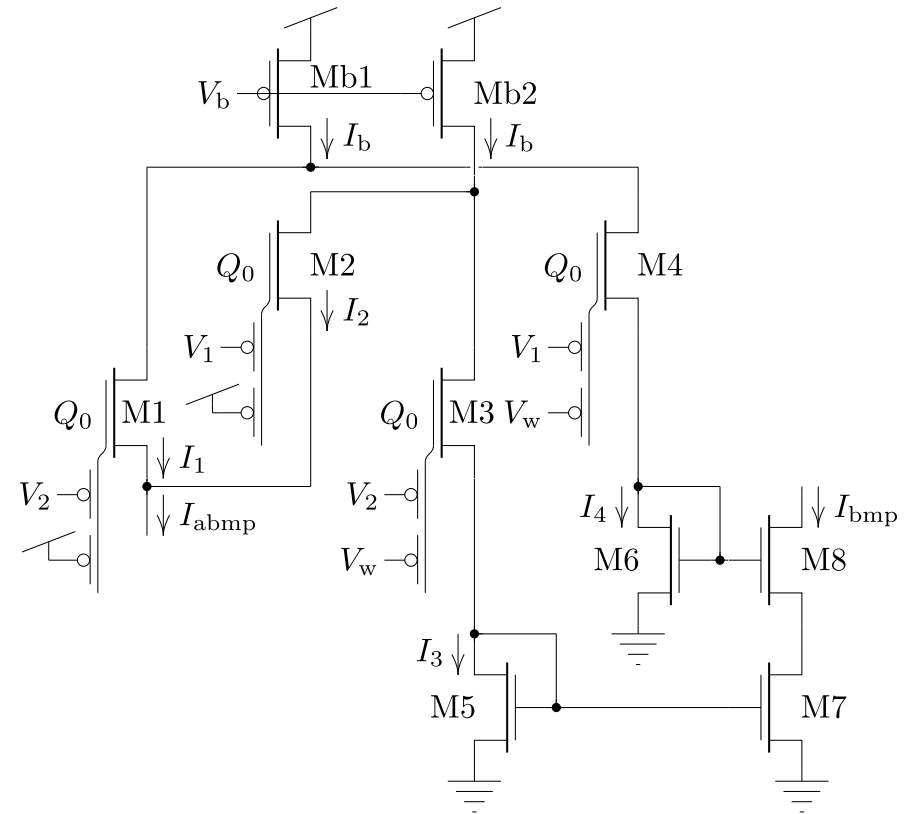 Mb1
V_b
Mb2
I_b
I_b
Q_0
M2
Q_0
M4
I_2
V_1
V_1
Q_0
M1
Q_0
M3
V_w
I_1
V_2
I_abmp
V_2
I_4
I_bmp
V_w
M6
M8
I_3
M5
M7